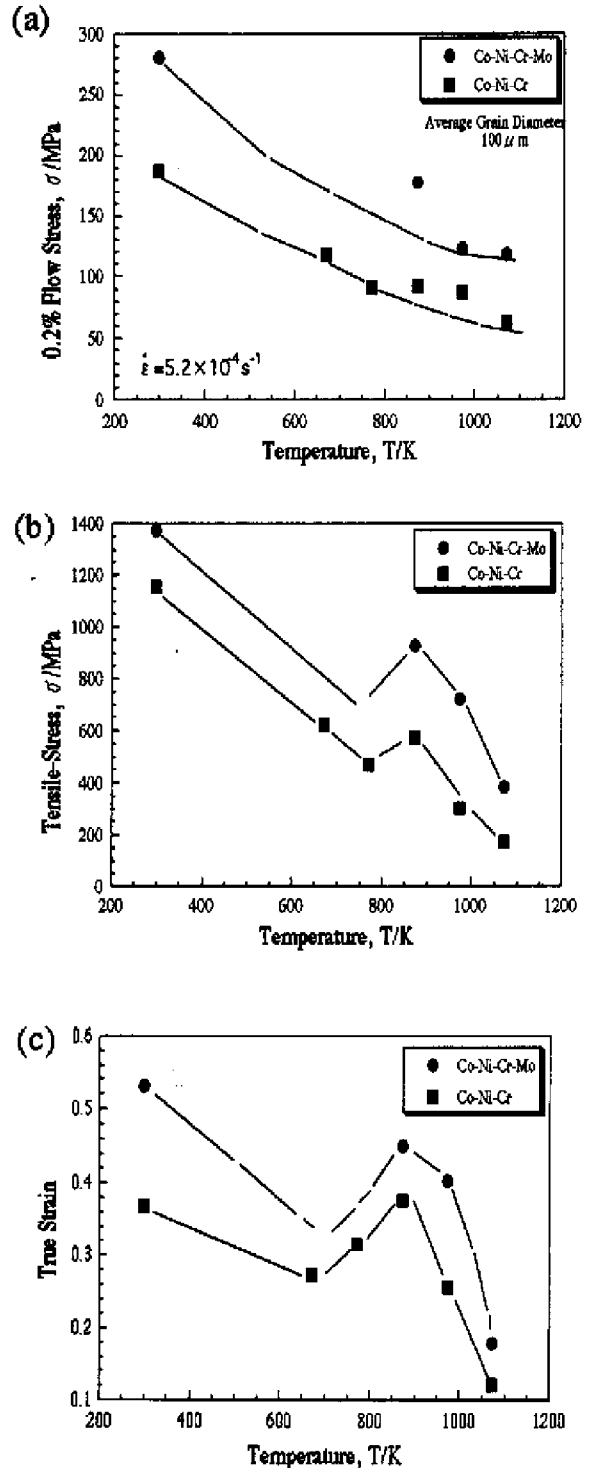 (a)
300
250
200
150
100
50
0
0.2% Flow Stress, σ/MPa
Co-Ni-Cr-Mo
Co-Ni-Cr
Average Grain Diameter
100 μm
ε̇=5.2×10⁻⁴s⁻¹
200 400 600 800 1000 1200
Temperature, T/K
(b)
1400
1200
1000
800
600
400
200
0
Tensile-Stress, σ/MPa
Co-Ni-Cr-Mo
Co-Ni-Cr
200 400 600 800 1000 1200
Temperature, T/K
(c)
0.6
0.5
0.4
0.3
0.2
0.1
True Strain
Co-Ni-Cr-Mo
Co-Ni-Cr
200 400 600 800 1000 1200
Temperature, T/K